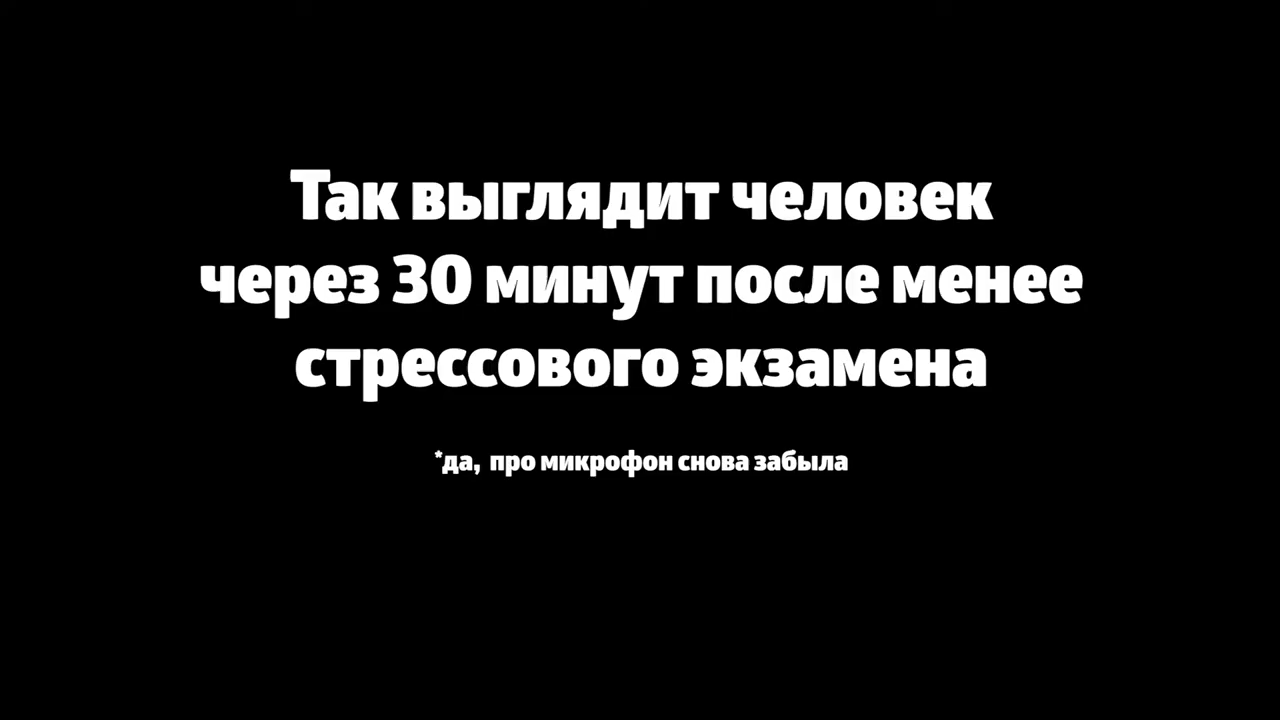 Так выглядит человек
через 30 минут после менее
стрессового экзамена
*да, про микрофон снова забыла